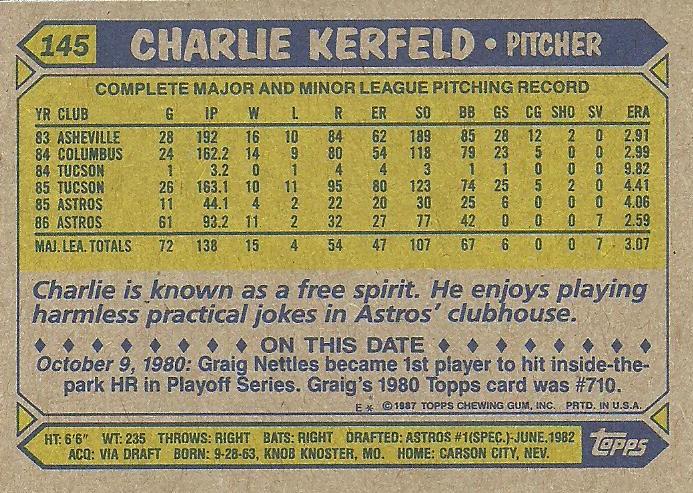 145 CHARLIE KERFELD • PITCHER
COMPLETE MAJOR AND MINOR LEAGUE PITCHING RECORD
YR CLUB G IP W L R ER SO BB GS CG SHO SV ERA
83 ASHEVILLE 28 192 16 10 84 62 189 85 28 12 2 0 2.91
84 COLUMBUS 24 162.2 14 9 80 54 118 79 23 5 0 0 2.99
84 TUCSON 1 3.2 0 1 4 4 3 1 1 0 0 0 9.82
85 TUCSON 26 163.1 10 11 95 80 123 74 25 5 2 0 4.41
85 ASTROS 11 44.1 4 2 22 20 30 25 6 0 0 0 4.06
86 ASTROS 61 93.2 11 2 32 27 77 42 0 0 0 7 2.59
MAJ. LEA. TOTALS 72 138 15 4 54 47 107 67 6 0 0 7 3.07
Charlie is known as a free spirit. He enjoys playing
harmless practical jokes in Astros' clubhouse.
ON THIS DATE
October 9, 1980: Graig Nettles became 1st player to hit inside-the-
park HR in Playoff Series. Graig's 1980 Topps card was #710.
E * ©1987 TOPPS CHEWING GUM, INC. PRTD. IN U.S.A.
HT: 6'6" WT: 235 THROWS: RIGHT BATS: RIGHT DRAFTED: ASTROS #1(SPEC.)-JUNE, 1982
ACQ: VIA DRAFT BORN: 9-28-63, KNOB KNOSTER, MO. HOME: CARSON CITY, NEV.
topps